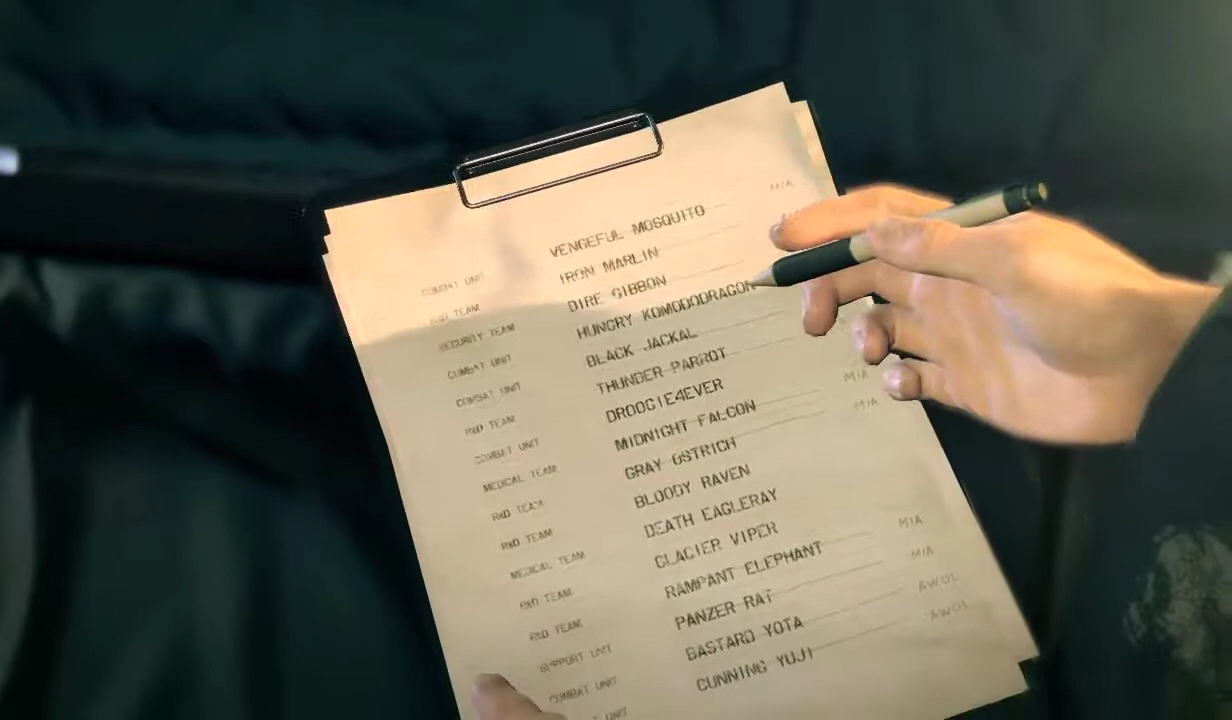 COMBAT UNIT VENGEFUL MOSQUITO MIA
R&D TEAM IRON MARLIN
SECURITY TEAM DIRE GIBBON
COMBAT UNIT HUNGRY KOMODODRAGON
COMBAT UNIT BLACK JACKAL
R&D TEAM THUNDER PARROT
COMBAT UNIT DROOGIE4EVER
MEDICAL TEAM MIDNIGHT FALCON MIA
R&D TEAM GRAY OSTRICH MIA
R&D TEAM BLOODY RAVEN
MEDICAL TEAM DEATH EAGLERAY
R&D TEAM GLACIER VIPER
R&D TEAM RAMPANT ELEPHANT MIA
SUPPORT UNIT PANZER RAT MIA
COMBAT UNIT BASTARD YOTA AWOL
UNIT CUNNING YUJI AWOL